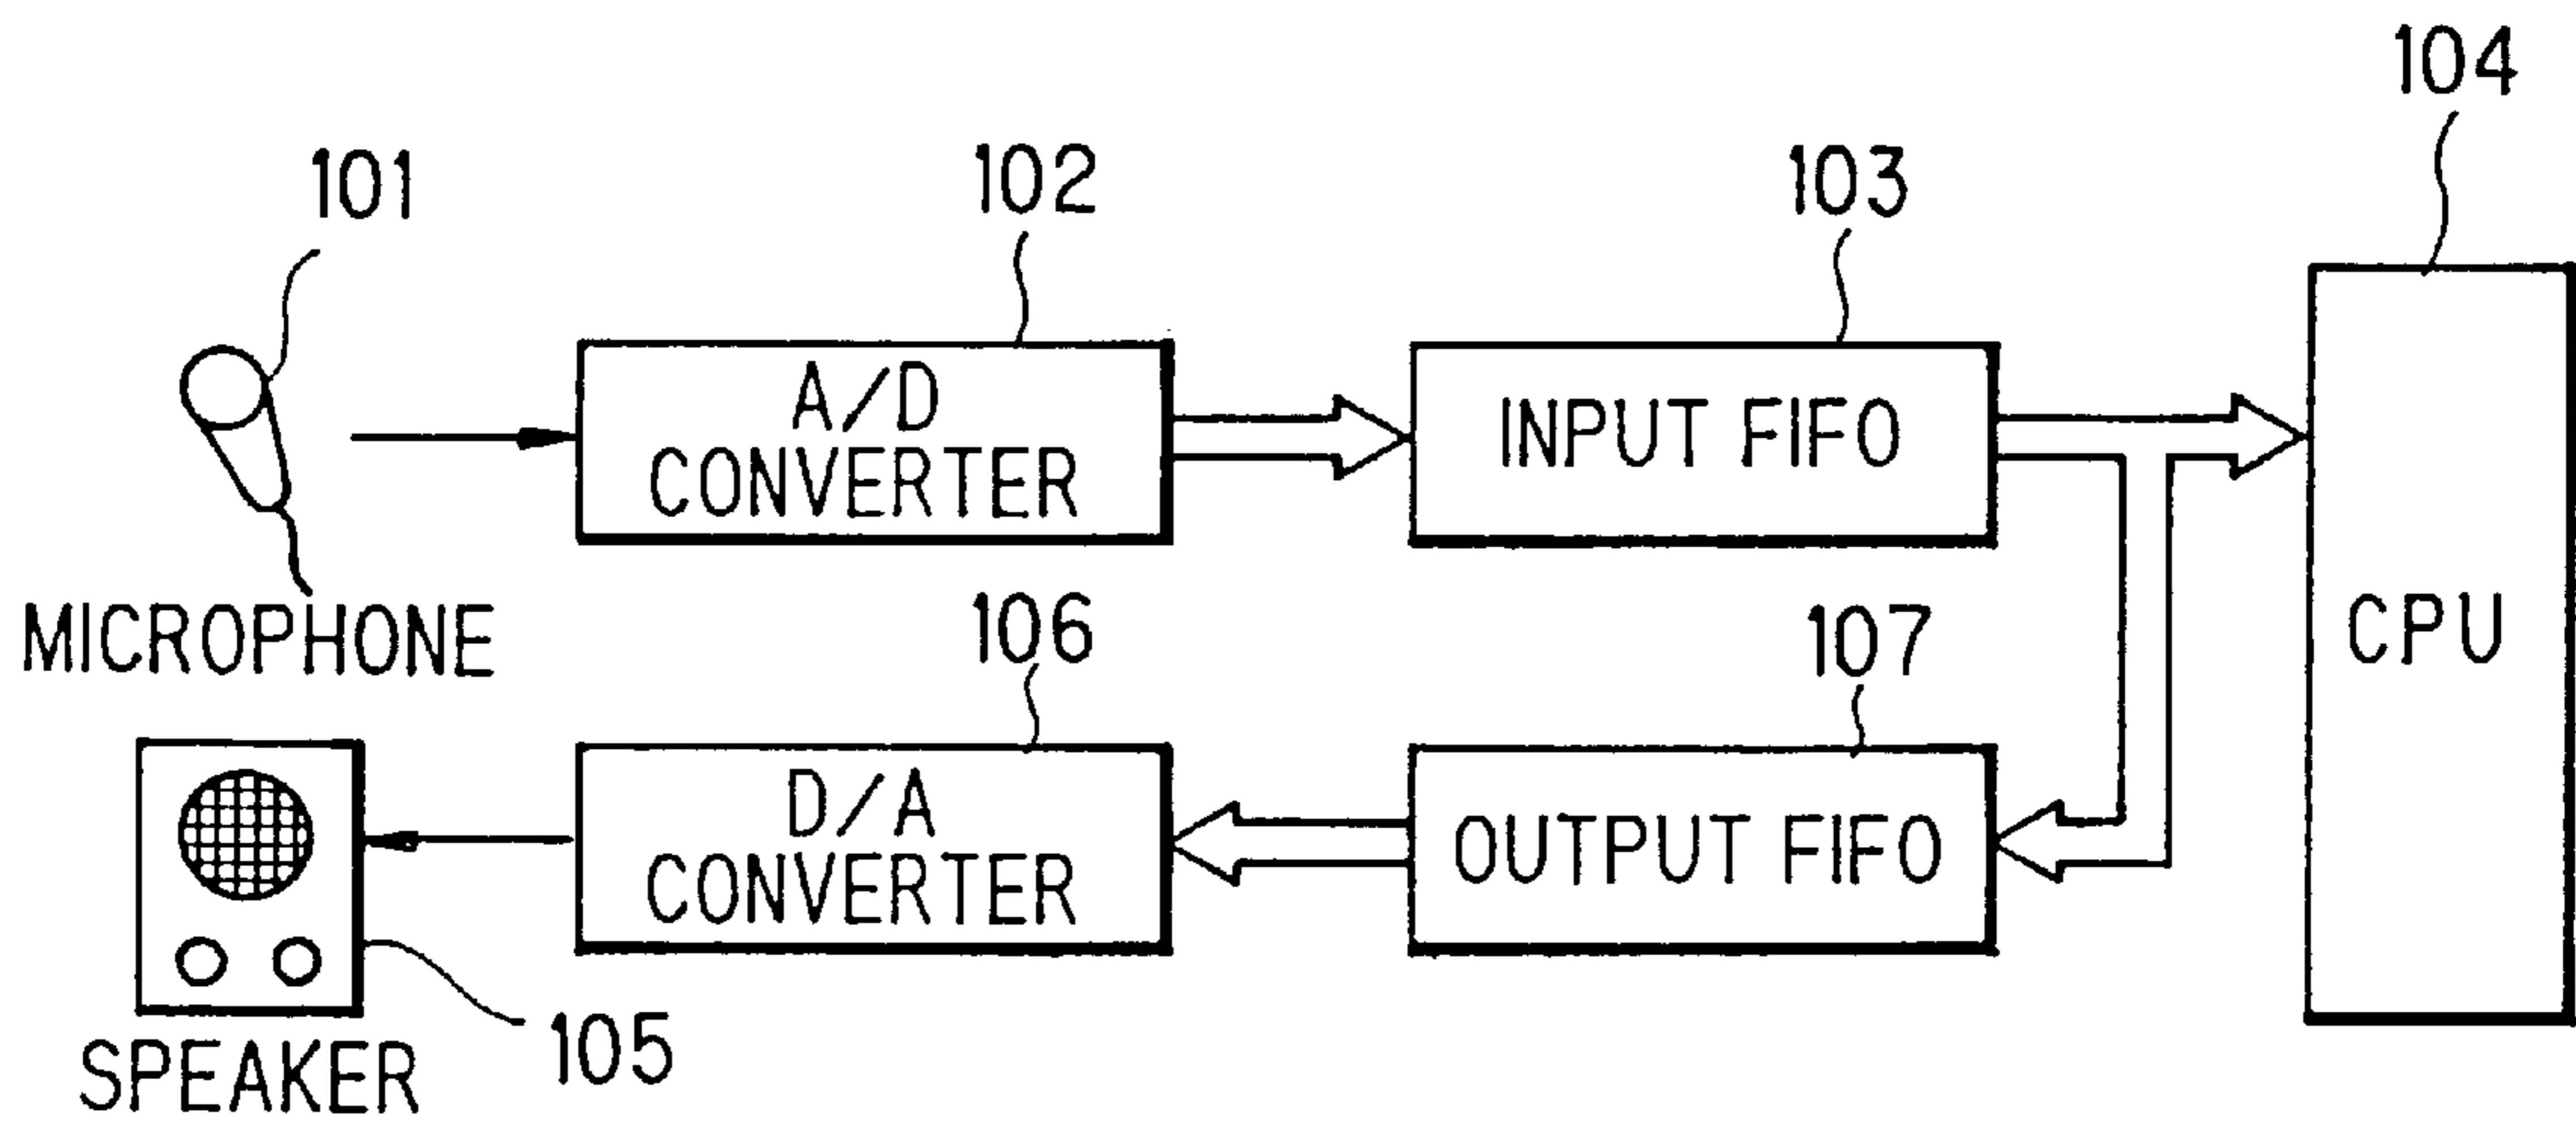 104
101
102
103
A/D
CONVERTER
INPUT FIFO
CPU
MICROPHONE
106
107
D/A
CONVERTER
OUTPUT FIFO
105
SPEAKER